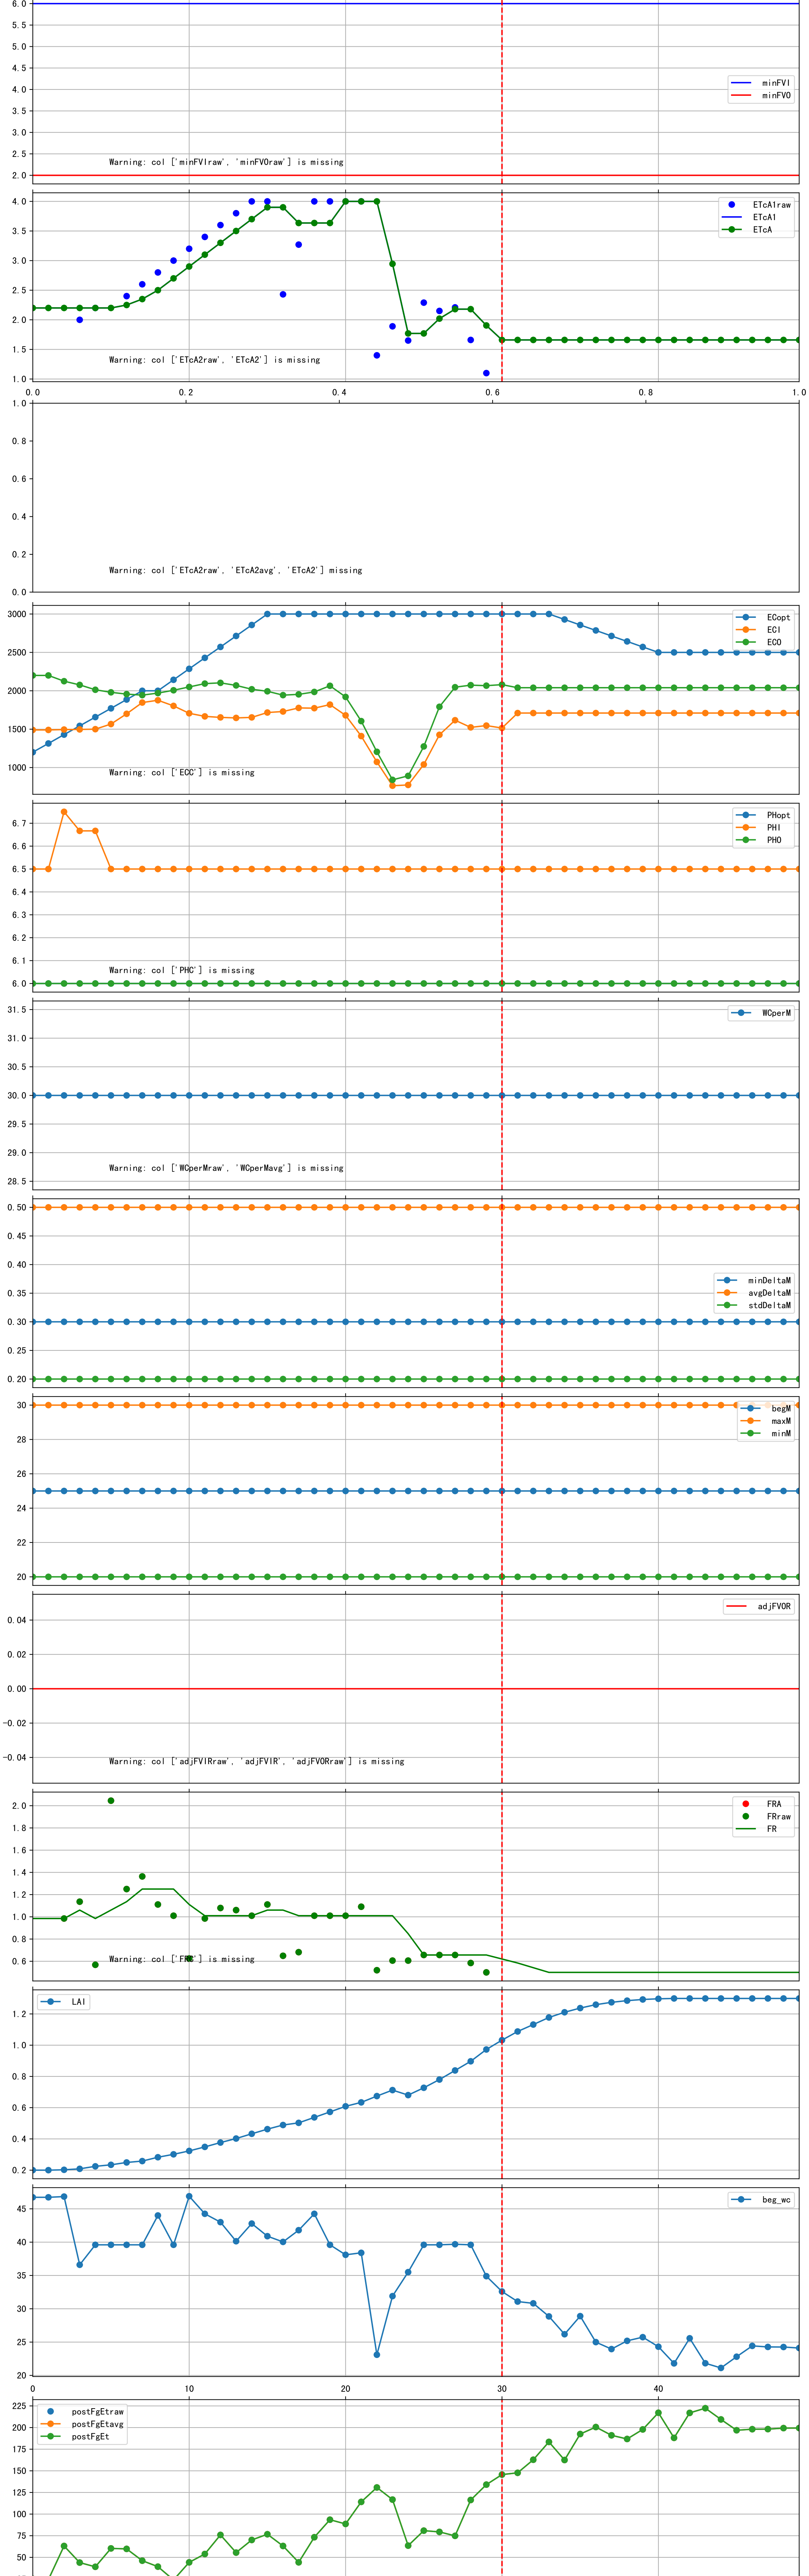 6.0
5.5
5.0
4.5
4.0
3.5
3.0
2.5
2.0
minFVI
minFVO
Warning: col ['minFVIraw', 'minFVOraw'] is missing
4.0
3.5
3.0
2.5
2.0
1.5
1.0
ETcA1raw
ETcA1
ETcA
Warning: col ['ETcA2raw', 'ETcA2'] is missing
0.0 0.2 0.4 0.6 0.8 1.0
1.0
0.8
0.6
0.4
0.2
0.0
Warning: col ['ETcA2raw', 'ETcA2avg', 'ETcA2'] missing
3000
2500
2000
1500
1000
ECopt
ECI
ECO
Warning: col ['ECC'] is missing
6.7
6.6
6.5
6.4
6.3
6.2
6.1
6.0
PHopt
PHI
PHO
Warning: col ['PHC'] is missing
31.5
31.0
30.5
30.0
29.5
29.0
28.5
WCperM
Warning: col ['WCperMraw', 'WCperMavg'] is missing
0.50
0.45
0.40
0.35
0.30
0.25
0.20
minDeltaM
avgDeltaM
stdDeltaM
30
28
26
24
22
20
begM
maxM
minM
0.04
0.02
0.00
−0.02
−0.04
adjFVOR
Warning: col ['adjFVIRraw', 'adjFVIR', 'adjFVORraw'] is missing
2.0
1.8
1.6
1.4
1.2
1.0
0.8
0.6
FRA
FRraw
FR
Warning: col ['FRC'] is missing
1.2
1.0
0.8
0.6
0.4
0.2
LAI
45
40
35
30
25
20
beg_wc
0 10 20 30 40
225
200
175
150
125
100
75
50
postFgEtraw
postFgEtavg
postFgEt